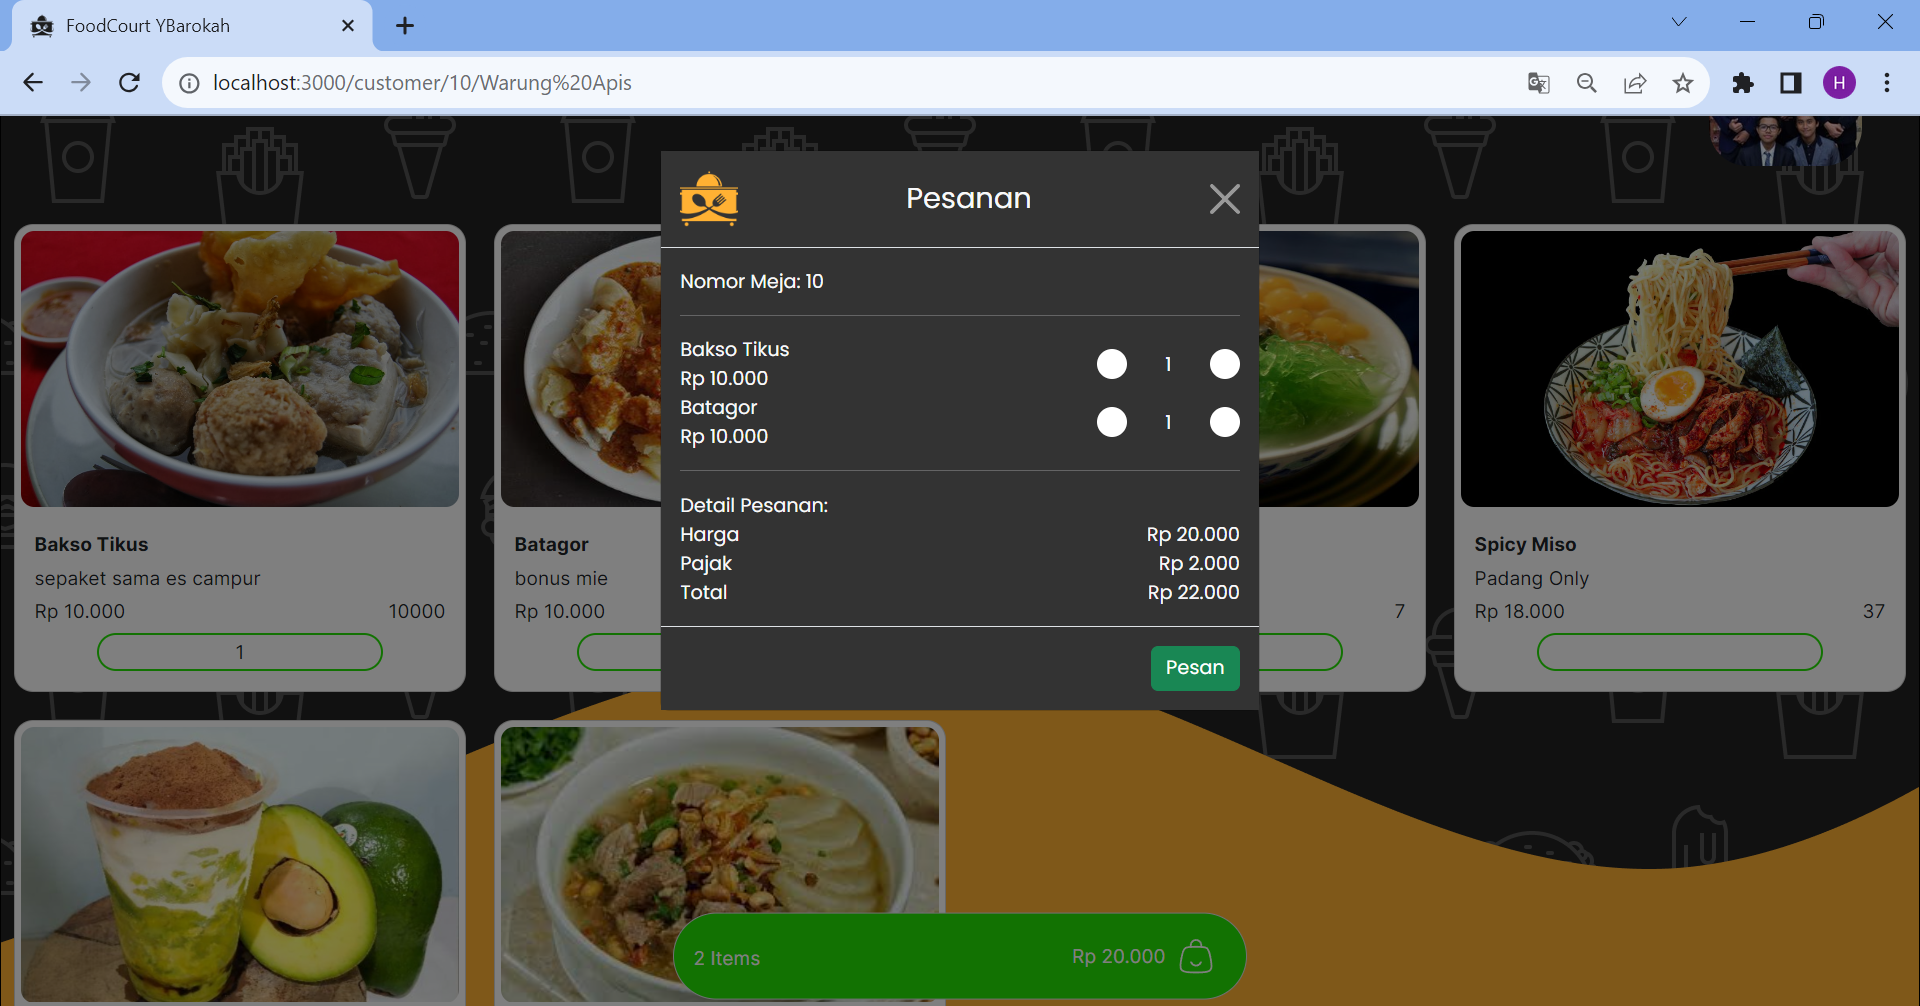 FoodCourt YBarokah
localhost:3000/customer/10/Warung%20Apis
H
Pesanan
Nomor Meja: 10
Bakso Tikus
Rp 10.000
1
Batagor
Rp 10.000
1
Detail Pesanan:
Harga Rp 20.000
Pajak Rp 2.000
Total Rp 22.000
Pesan
Bakso Tikus
sepaket sama es campur
Rp 10.000 10000
1
Batagor
bonus mie
Rp 10.000
7
Spicy Miso
Padang Only
Rp 18.000 37
2 Items Rp 20.000